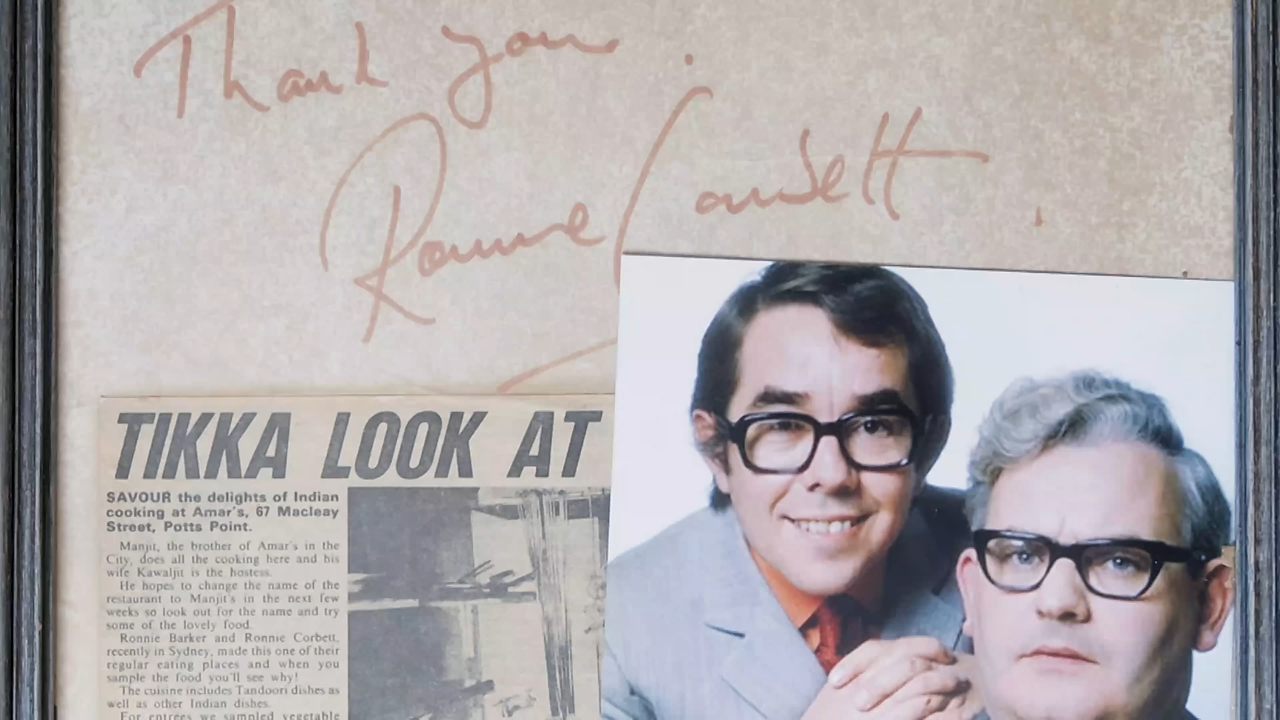 Thank you.
Ronnie Corbett.
TIKKA LOOK AT
SAVOUR the delights of Indian
cooking at Amar's, 67 Macleay
Street, Potts Point.
Manjit, the brother of Amar's in the
City, does all the cooking here and his
wife Kawaljit is the hostess.
He hopes to change the name of the
restaurant to Manjit's in the next few
weeks so look out for the name and try
some of the lovely food.
Ronnie Barker and Ronnie Corbett,
recently in Sydney, made this one of their
regular eating places and when you
sample the food you'll see why!
The cuisine includes Tandoori dishes as
well as other Indian dishes.
For entrees we sampled vegetable